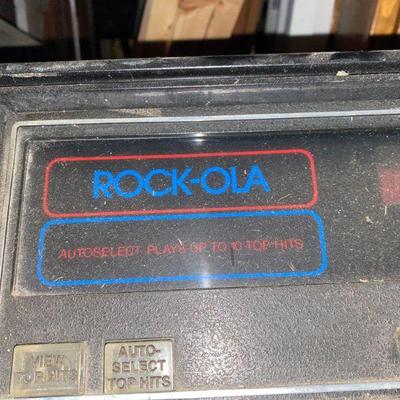 ROCK-OLA
AUTOSELECT PLAYS UP TO 10 TOP HITS
VIEW
TOP HITS
AUTO-
SELECT
TOP HITS